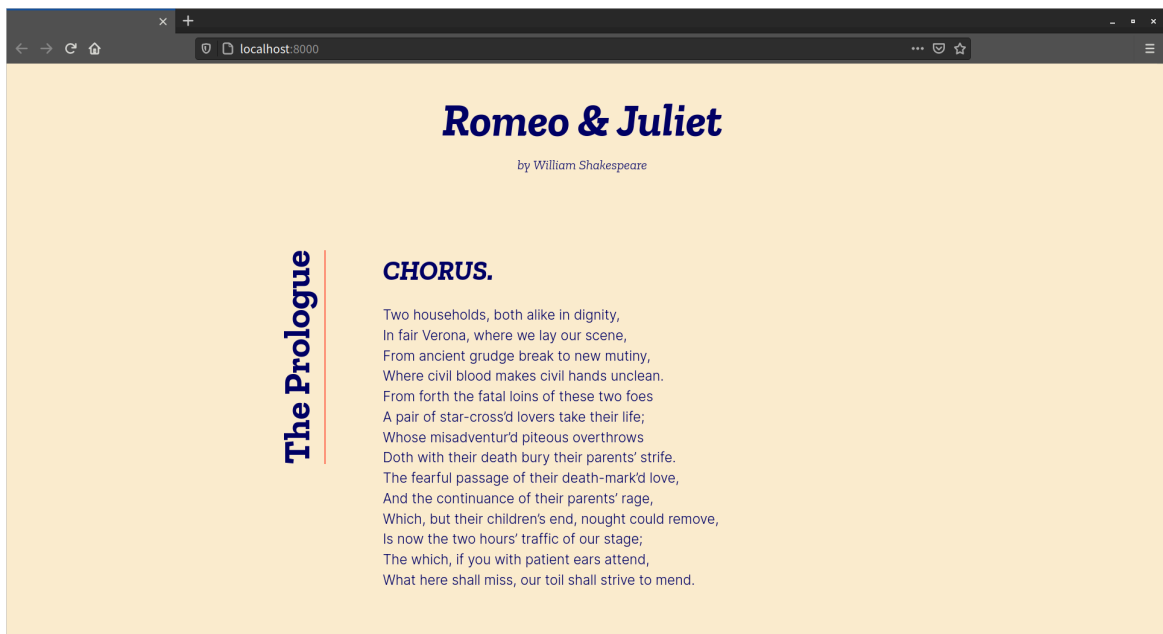 localhost:8000
Romeo & Juliet
by William Shakespeare
The Prologue
CHORUS.
Two households, both alike in dignity,
In fair Verona, where we lay our scene,
From ancient grudge break to new mutiny,
Where civil blood makes civil hands unclean.
From forth the fatal loins of these two foes
A pair of star-cross’d lovers take their life;
Whose misadventur’d piteous overthrows
Doth with their death bury their parents’ strife.
The fearful passage of their death-mark’d love,
And the continuance of their parents’ rage,
Which, but their children’s end, nought could remove,
Is now the two hours’ traffic of our stage;
The which, if you with patient ears attend,
What here shall miss, our toil shall strive to mend.